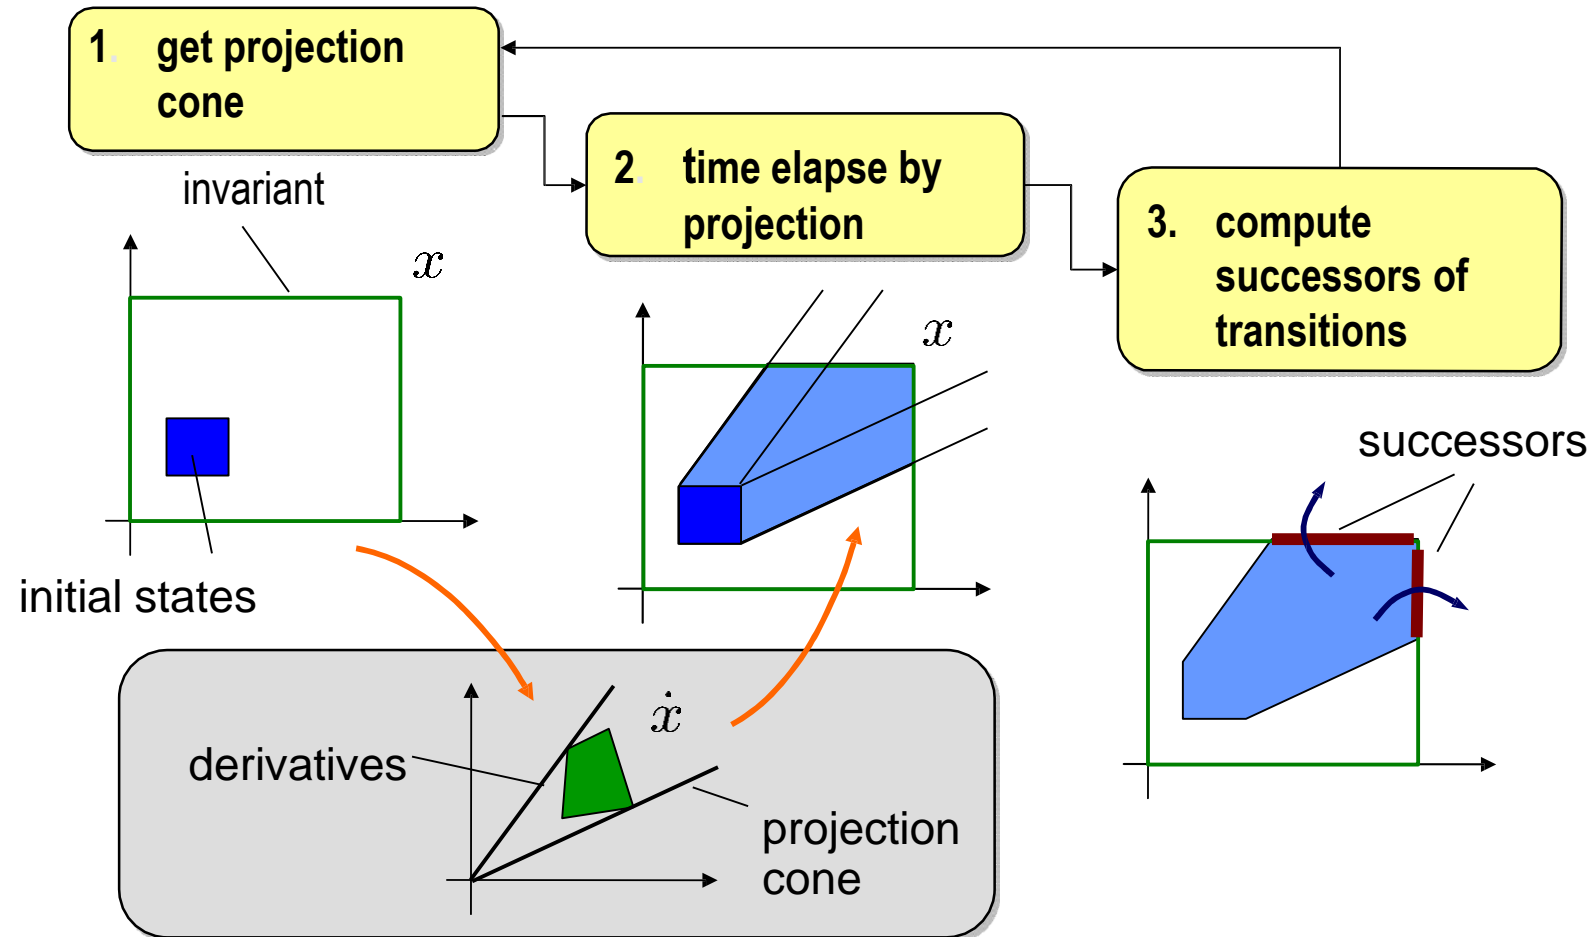 1. get projection
cone
2. time elapse by
projection
3. compute
successors of
transitions
invariant
x
initial states
x
successors
derivatives
ẋ
projection
cone